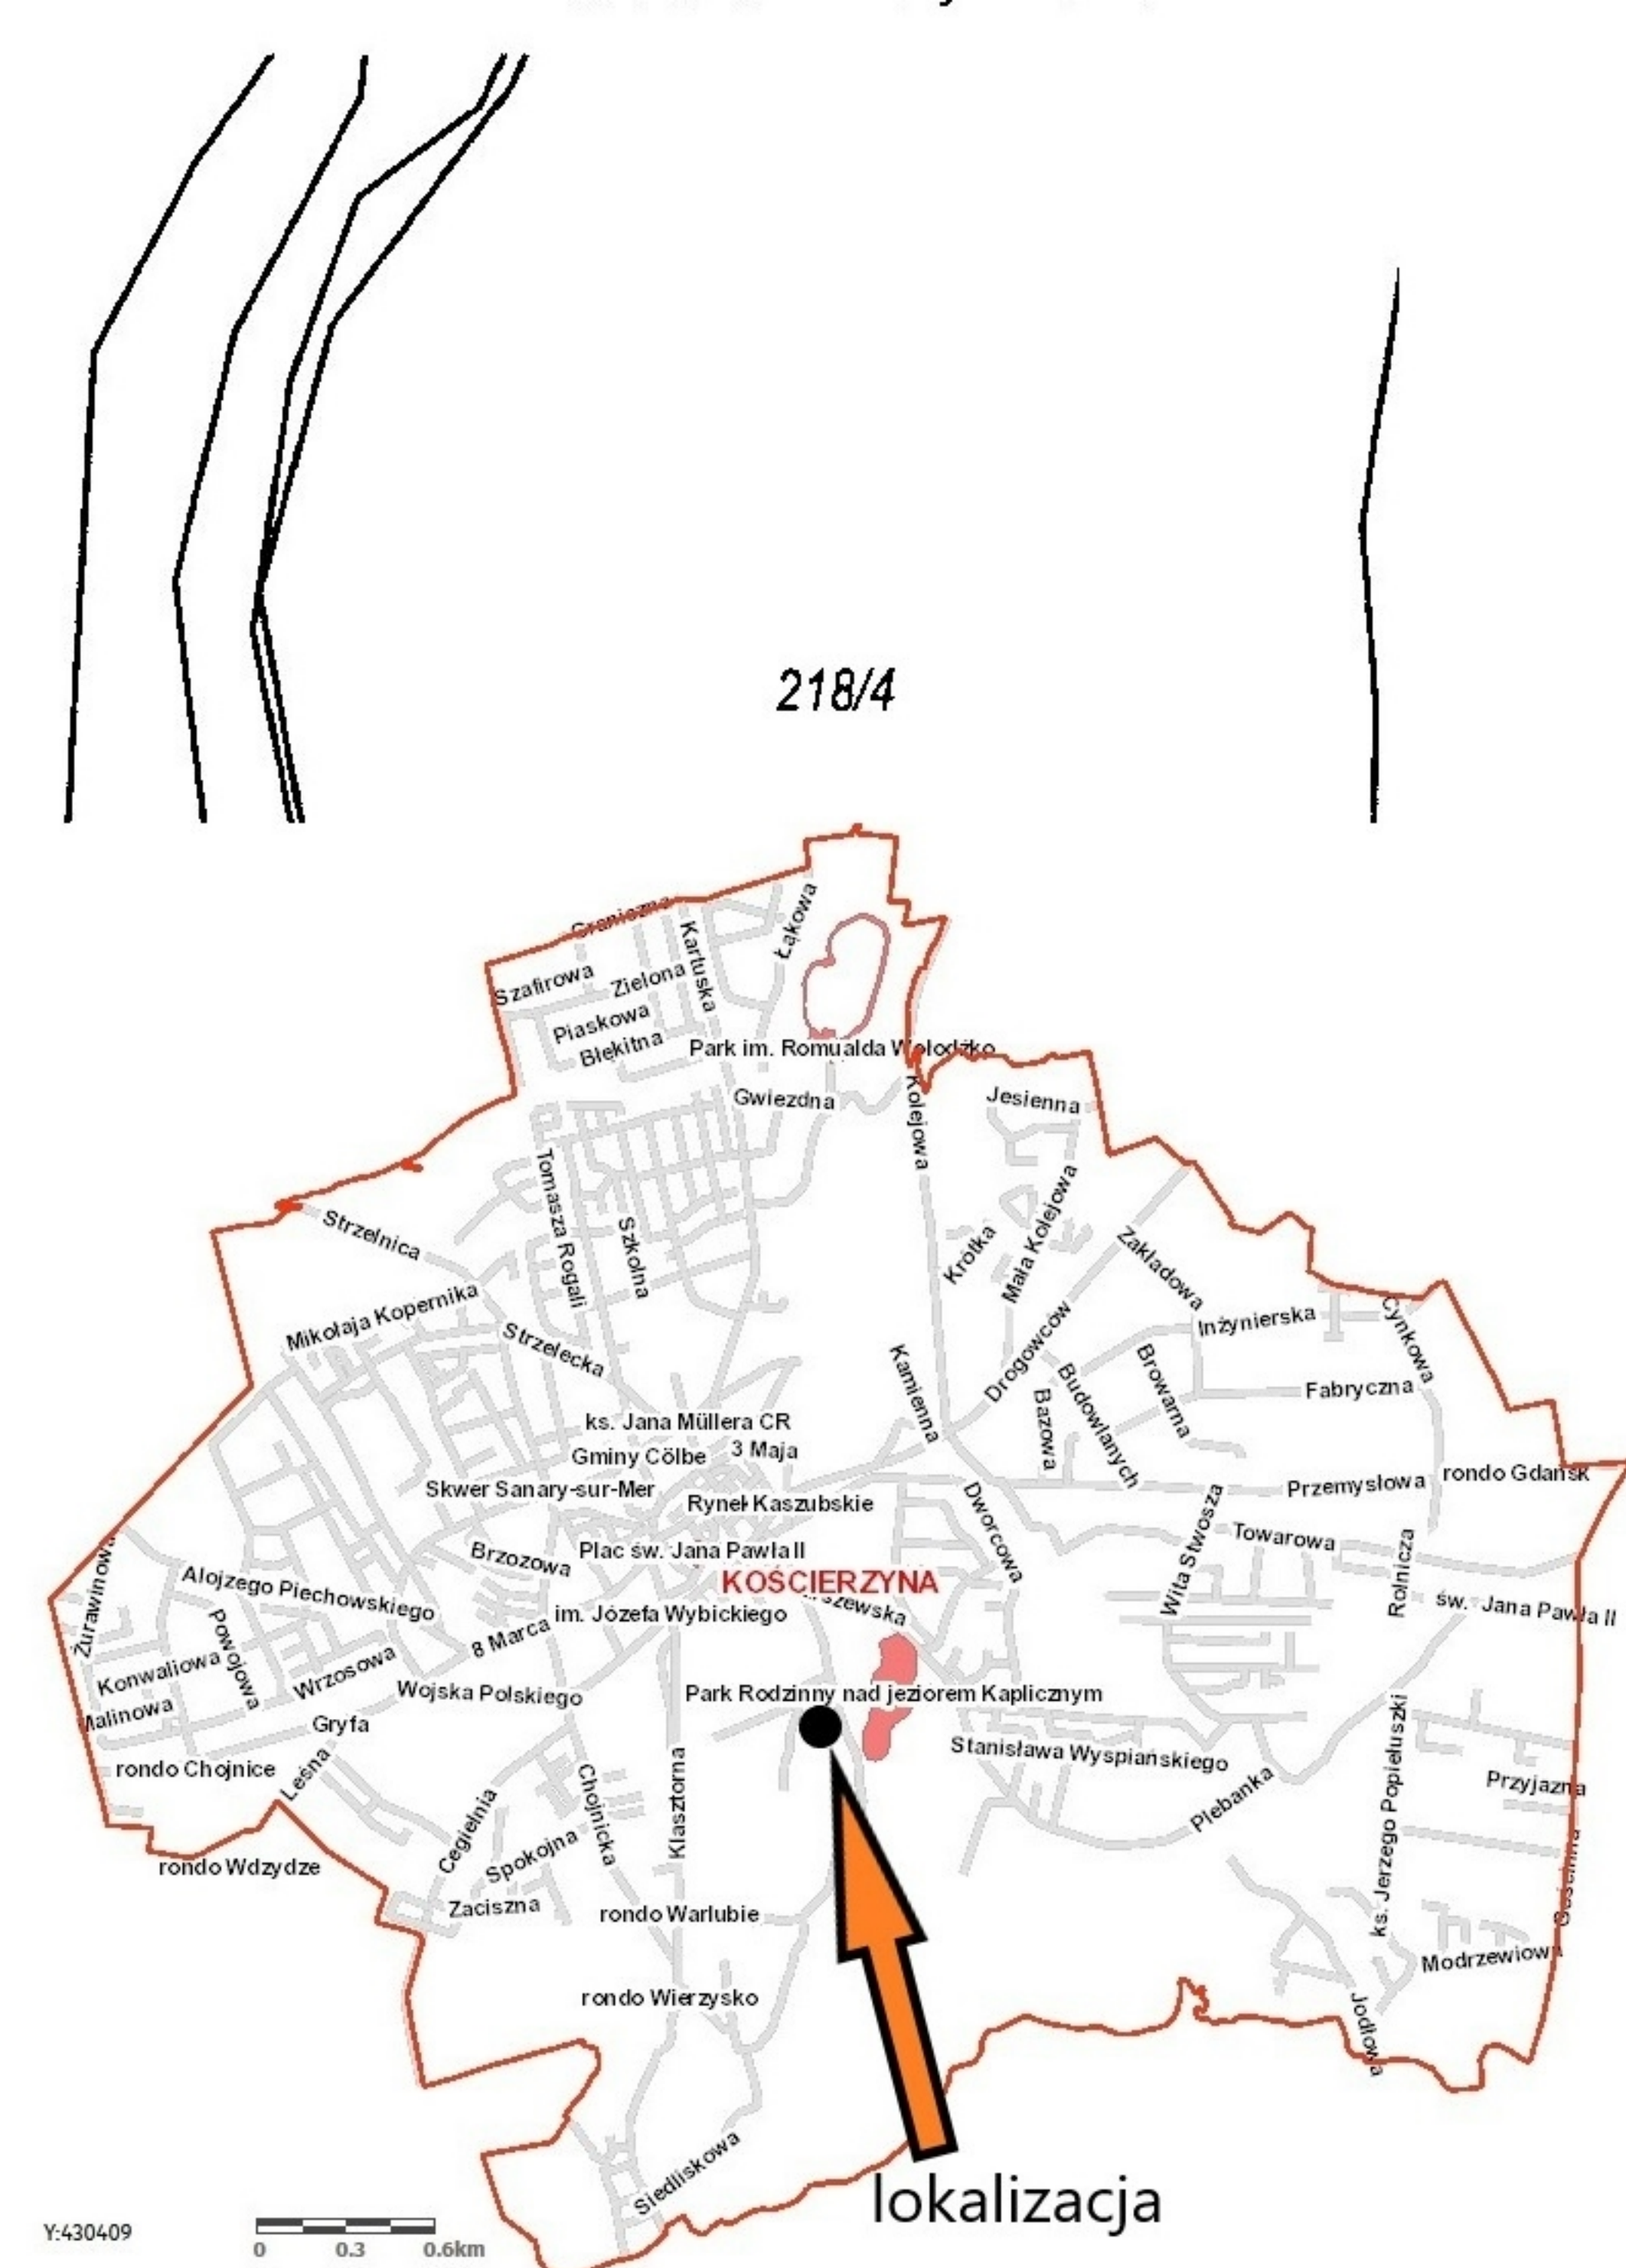 218/4
Graniczna
Łąkowa
Kartuska
Szafirowa
Zielona
Piaskowa
Błękitna
Park im. Romualda Wołodźko
Gwiezdna
Kolejowa
Jesienna
Tomasza Rogali
Szkolna
Strzelnica
Krótka
Mała Kolejowa
Zakładowa
Mikołaja Kopernika
Strzelecka
Inżynierska
Cynkowa
Kamienna
Drogowców
Budowlanych
Bazowa
Browarna
Fabryczna
ks. Jana Müllera CR
3 Maja
Gminy Cölbe
Skwer Sanary-sur-Mer
Rynek
Kaszubskie
Przemysłowa
rondo Gdańsk
Dworcowa
Wita Stwosza
Towarowa
Rolnicza
Żurawinowa
Brzozowa
Plac św. Jana Pawła II
KOŚCIERZYNA
Alojzego Piechowskiego
im. Józefa Wybickiego
szewska
św. Jana Pawła II
Powojowa
8 Marca
Konwaliowa
Wrzosowa
Malinowa
Wojska Polskiego
Park Rodzinny nad jeziorem Kaplicznym
Gryfa
Stanisława Wyspiańskiego
rondo Chojnice
Leśna
Cegielnia
Chojnicka
Klasztorna
Plebanka
ks. Jerzego Popiełuszki
Przyjazna
Spokojna
rondo Wdzydze
Gościnna
Zaciszna
rondo Warlubie
Modrzewiowa
rondo Wierzysko
Jodłowa
Siedliskowa
lokalizacja
Y:430409
0 0.3 0.6km